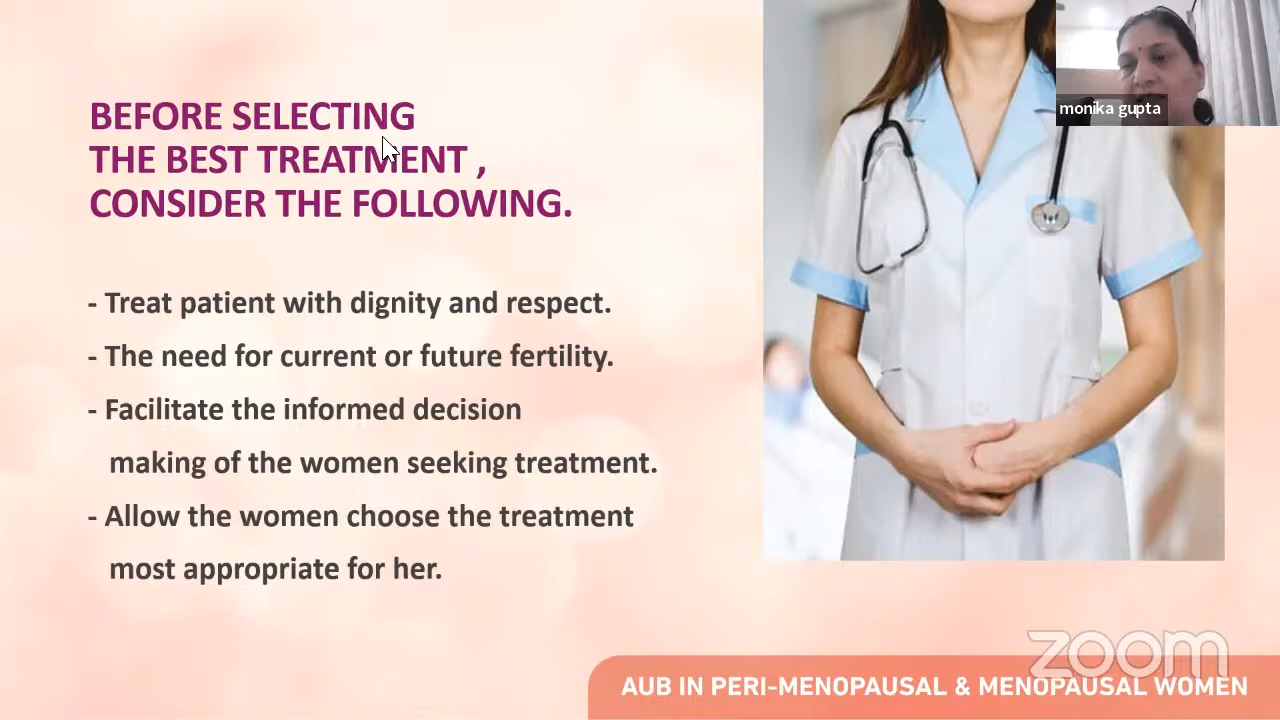 BEFORE SELECTING
THE BEST TREATMENT ,
CONSIDER THE FOLLOWING.
- Treat patient with dignity and respect.
- The need for current or future fertility.
- Facilitate the informed decision
making of the women seeking treatment.
- Allow the women choose the treatment
most appropriate for her.
monika gupta
zoom
AUB IN PERI-MENOPAUSAL & MENOPAUSAL WOMEN